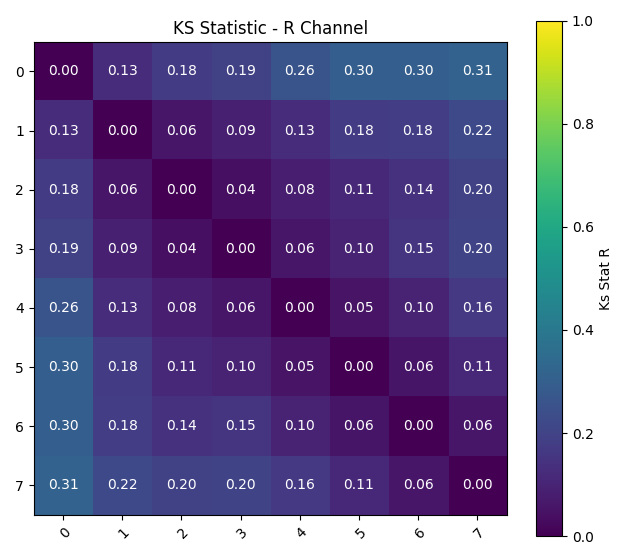 KS Statistic - R Channel
0 0.00 0.13 0.18 0.19 0.26 0.30 0.30 0.31
1 0.13 0.00 0.06 0.09 0.13 0.18 0.18 0.22
2 0.18 0.06 0.00 0.04 0.08 0.11 0.14 0.20
3 0.19 0.09 0.04 0.00 0.06 0.10 0.15 0.20
4 0.26 0.13 0.08 0.06 0.00 0.05 0.10 0.16
5 0.30 0.18 0.11 0.10 0.05 0.00 0.06 0.11
6 0.30 0.18 0.14 0.15 0.10 0.06 0.00 0.06
7 0.31 0.22 0.20 0.20 0.16 0.11 0.06 0.00
0 1 2 3 4 5 6 7
1.0
0.8
0.6
0.4
0.2
0.0
Ks Stat R